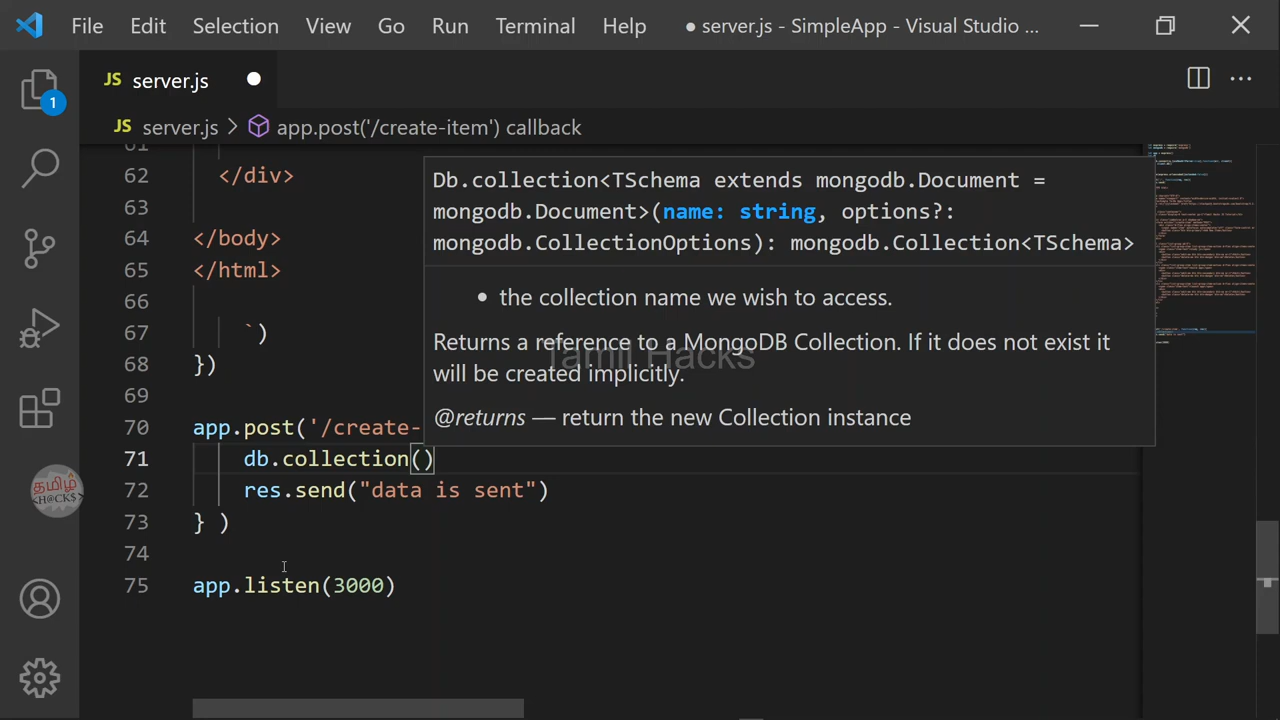 File Edit Selection View Go Run Terminal Help ● server.js - SimpleApp - Visual Studio ...
JS server.js
1
JS server.js > app.post('/create-item') callback
61
62 </div>
63
64 </body>
65 </html>
66
67 `)
68 })
69
70 app.post('/create-
71 db.collection()
72 res.send("data is sent")
73 } )
74
75 app.listen(3000)
Db.collection<TSchema extends mongodb.Document =
mongodb.Document>(name: string, options?:
mongodb.CollectionOptions): mongodb.Collection<TSchema>
• the collection name we wish to access.
Returns a reference to a MongoDB Collection. If it does not exist it
will be created implicitly.
@returns — return the new Collection instance
Tamil Hacks
தமிழ்
<H@CK$>